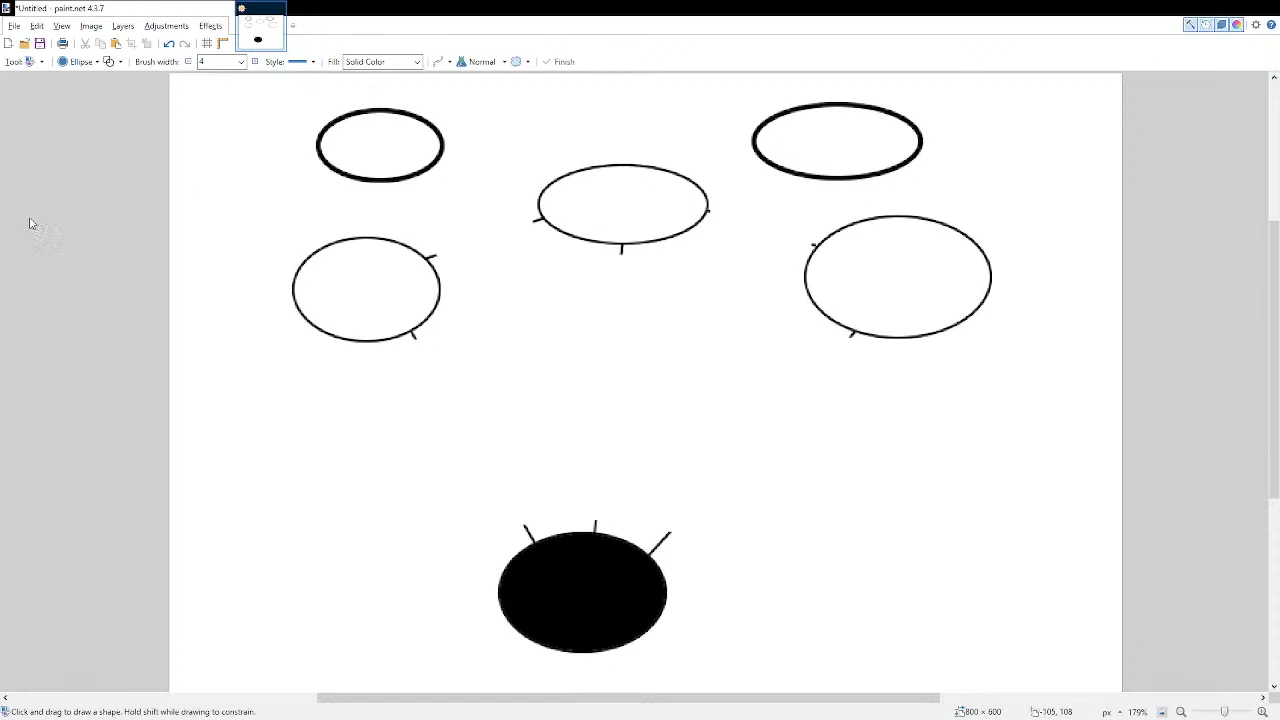 *Untitled - paint.net 4.3.7
File Edit View Image Layers Adjustments Effects
Tool: Ellipse Brush width: 4 Style: Fill: Solid Color Normal Finish
Click and drag to draw a shape. Hold shift while drawing to constrain. 800 × 600 -105, 108 px 179%